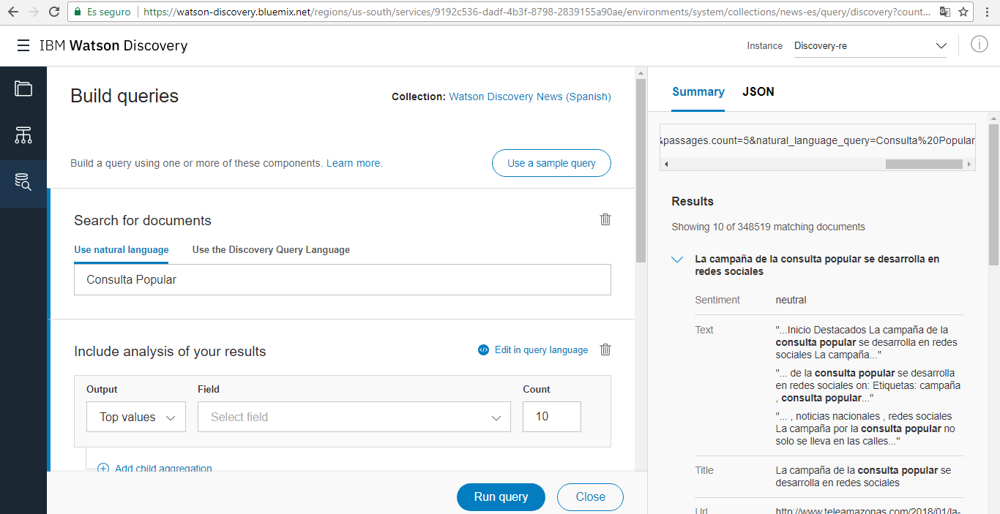 Es seguro https://watson-discovery.bluemix.net/regions/us-south/services/9192c536-dadf-4b3f-8798-2839155a90ae/environments/system/collections/news-es/query/discovery?count...
IBM Watson Discovery
Instance Discovery-re
Build queries
Collection: Watson Discovery News (Spanish)
Build a query using one or more of these components. Learn more.
Use a sample query
Search for documents
Use natural language Use the Discovery Query Language
Consulta Popular
Include analysis of your results
Edit in query language
Output Field Count
Top values Select field 10
Add child aggregation
Run query Close
Summary JSON
&passages.count=5&natural_language_query=Consulta%20Popular
Results
Showing 10 of 348519 matching documents
La campaña de la consulta popular se desarrolla en
redes sociales
Sentiment neutral
Text "...Inicio Destacados La campaña de la
consulta popular se desarrolla en redes
sociales La campaña..."
"... de la consulta popular se desarrolla
en redes sociales on: Etiquetas: campaña
, consulta popular..."
"... , noticias nacionales , redes sociales
La campaña por la consulta popular no
solo se lleva en las calles..."
Title La campaña de la consulta popular se
desarrolla en redes sociales
Url http://www.teleamazonas.com/2018/01/la-